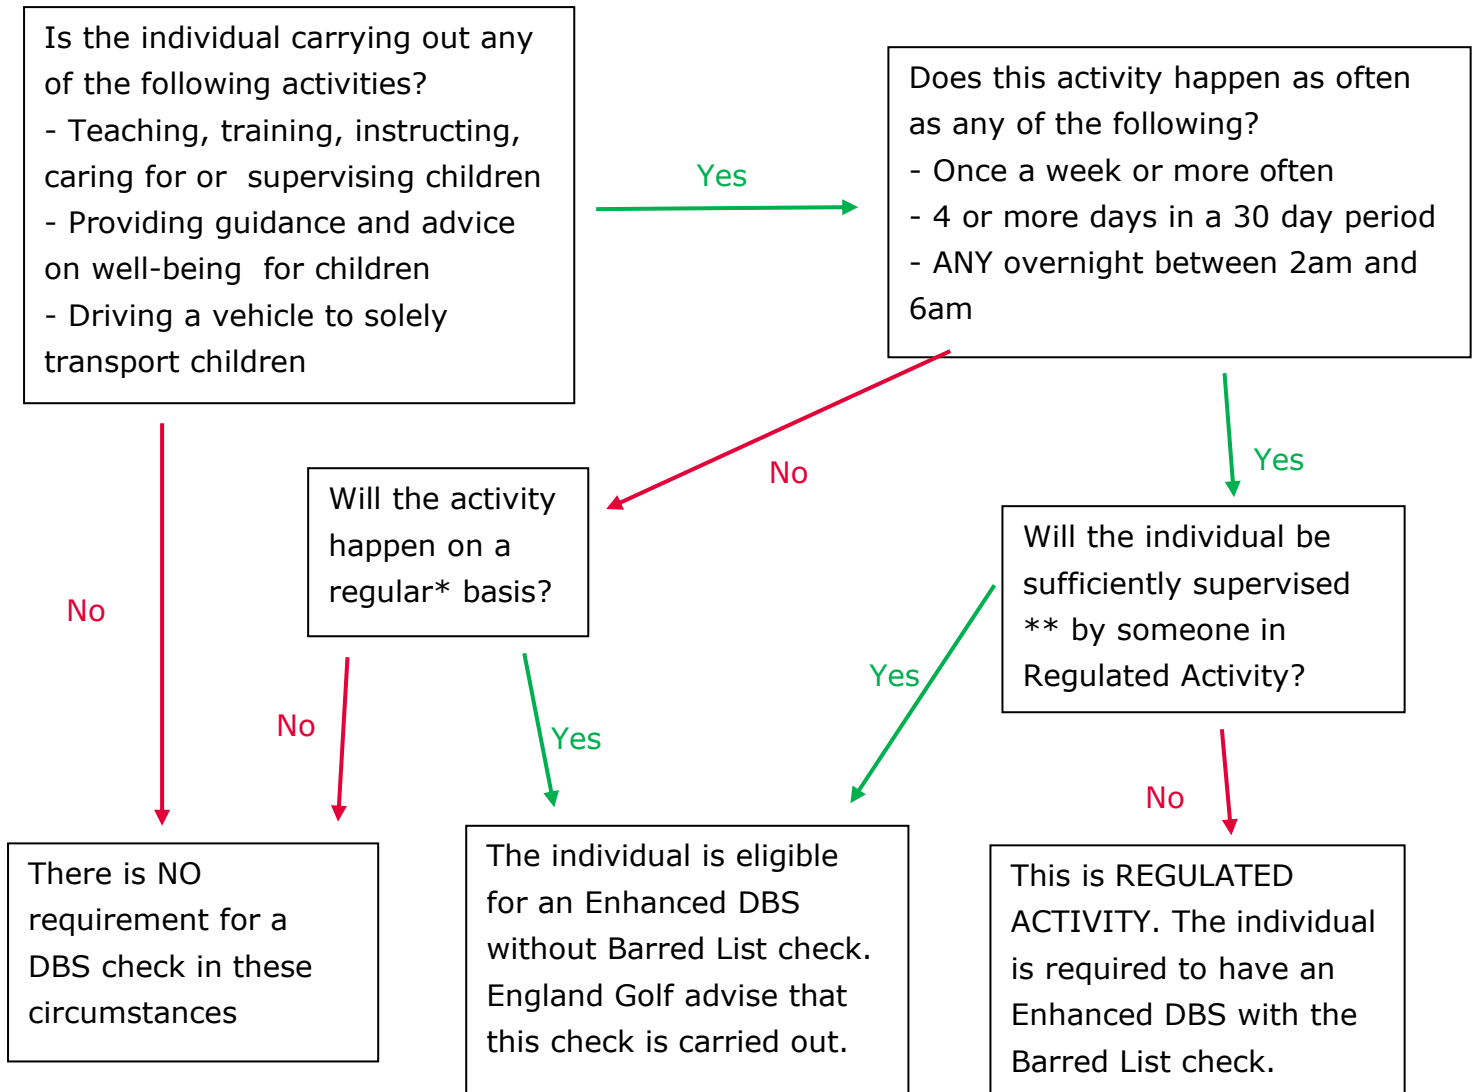 Is the individual carrying out any
of the following activities?
- Teaching, training, instructing,
caring for or  supervising children
- Providing guidance and advice
on well-being  for children
- Driving a vehicle to solely
transport children
Yes
Does this activity happen as often
as any of the following?
- Once a week or more often
- 4 or more days in a 30 day period
- ANY overnight between 2am and
6am
No
No
Yes
Will the activity
happen on a
regular* basis?
Will the individual be
sufficiently supervised
** by someone in
Regulated Activity?
No
Yes
Yes
No
There is NO
requirement for a
DBS check in these
circumstances
The individual is eligible
for an Enhanced DBS
without Barred List check.
England Golf advise that
this check is carried out.
This is REGULATED
ACTIVITY. The individual
is required to have an
Enhanced DBS with the
Barred List check.